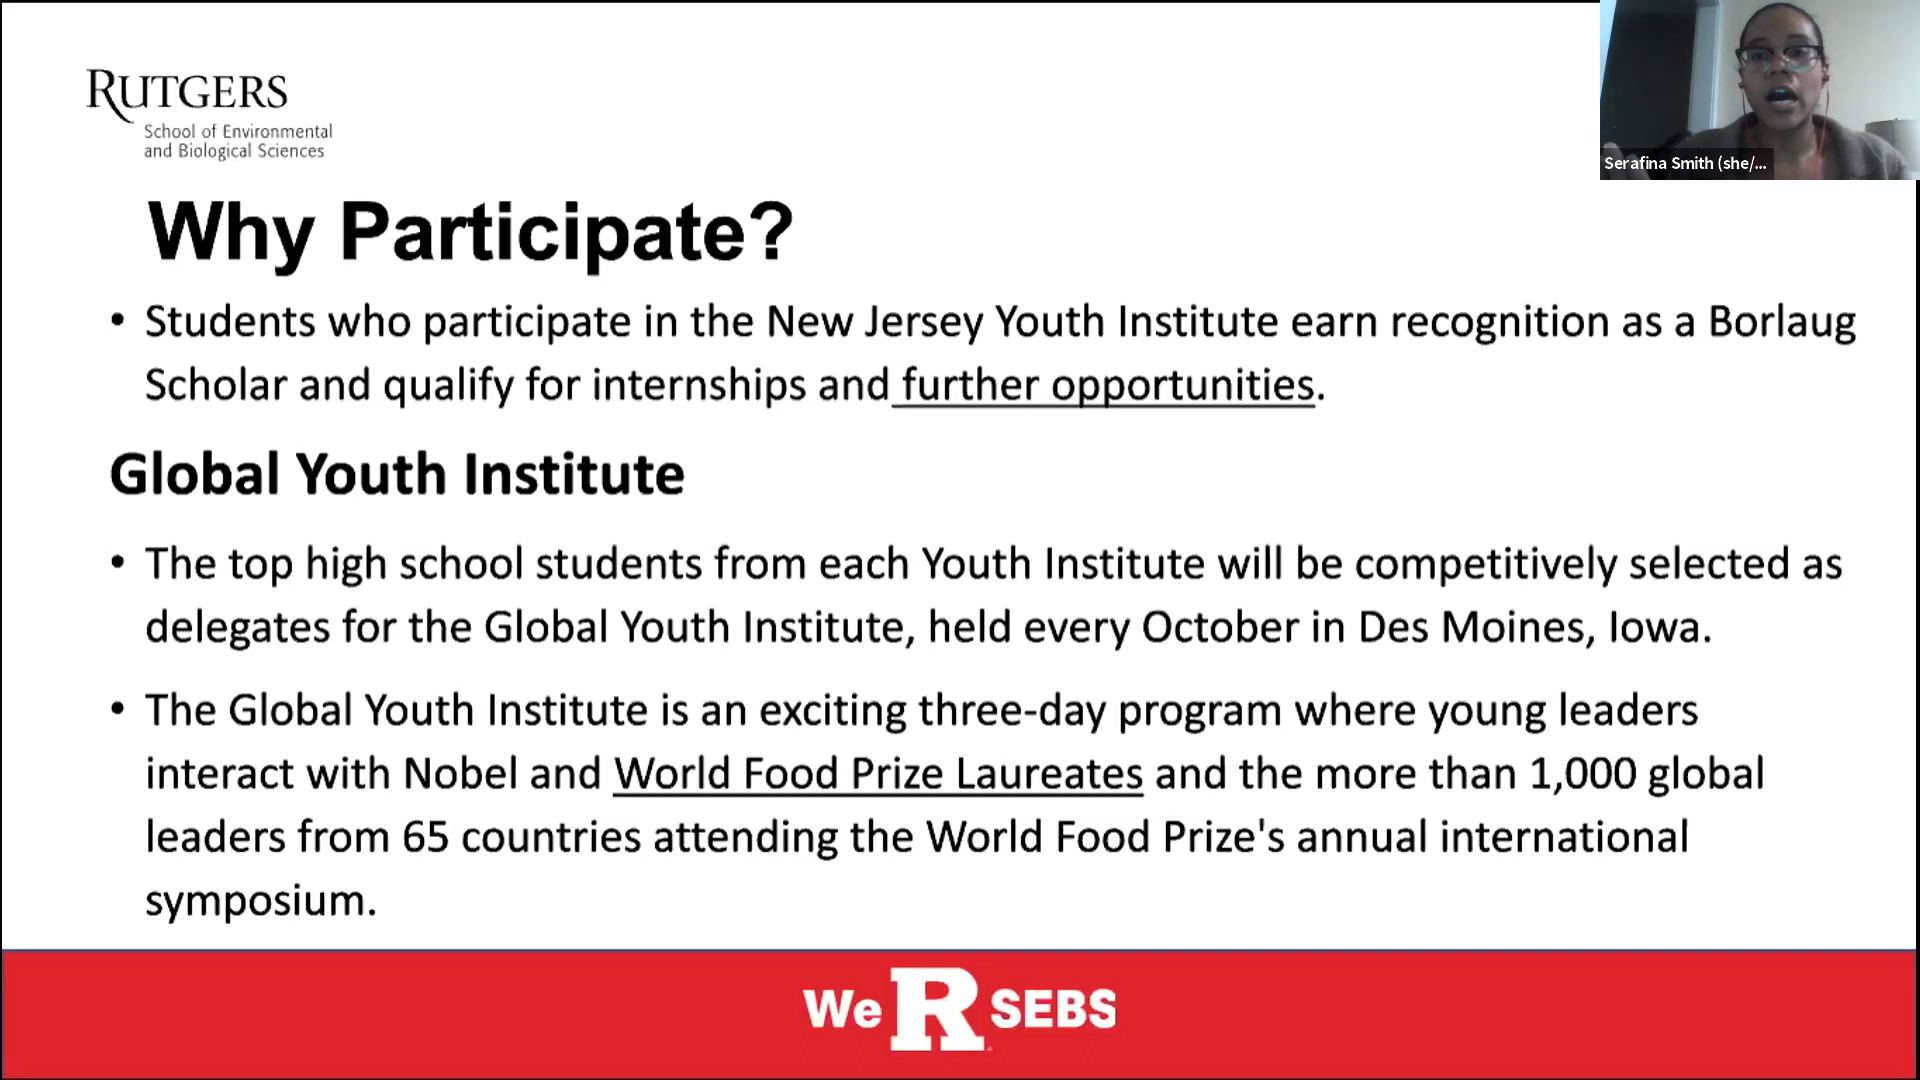 RUTGERS
School of Environmental
and Biological Sciences
Serafina Smith (she/...
Why Participate?
• Students who participate in the New Jersey Youth Institute earn recognition as a Borlaug
Scholar and qualify for internships and further opportunities.
Global Youth Institute
• The top high school students from each Youth Institute will be competitively selected as
delegates for the Global Youth Institute, held every October in Des Moines, Iowa.
• The Global Youth Institute is an exciting three-day program where young leaders
interact with Nobel and World Food Prize Laureates and the more than 1,000 global
leaders from 65 countries attending the World Food Prize's annual international
symposium.
We R SEBS